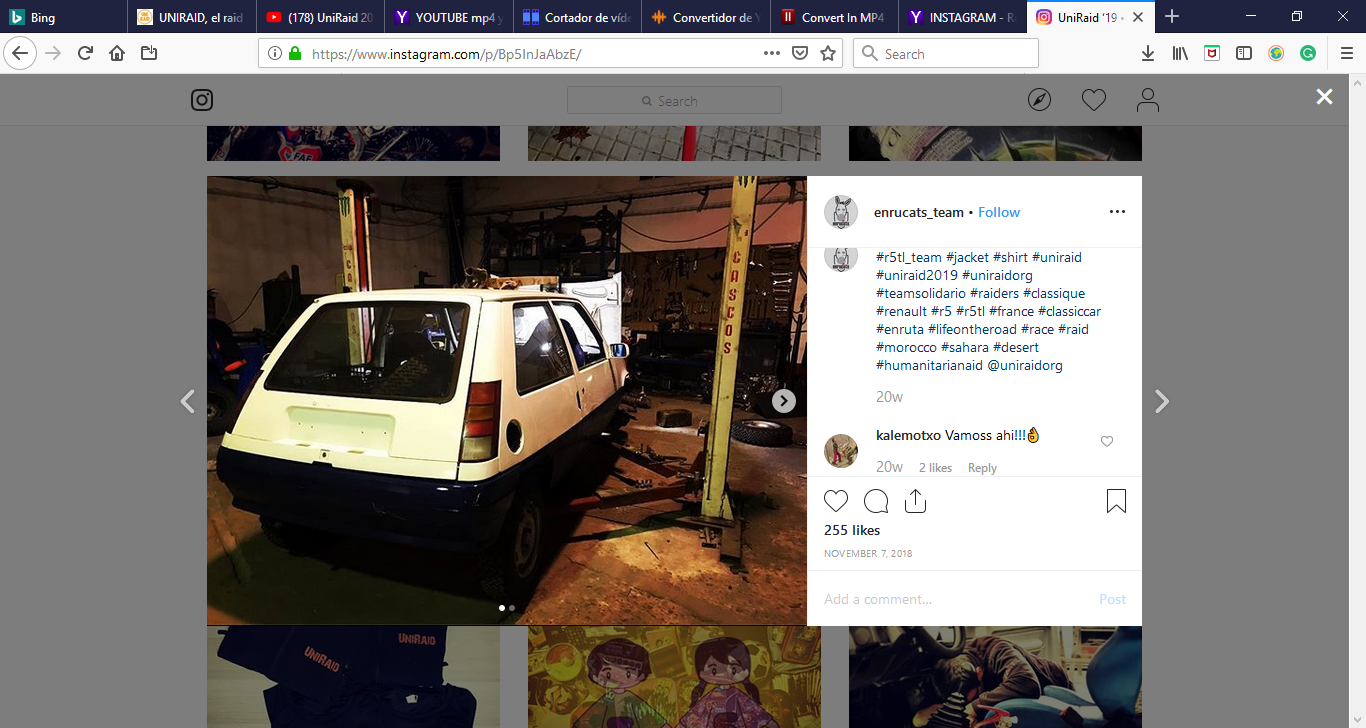 Bing
UNIRAID, el raid
(178) UniRaid 20
YOUTUBE mp4 y
Cortador de víde
Convertidor de Y
Convert In MP4
INSTAGRAM - R
UniRaid '19 •
https://www.instagram.com/p/Bp5InJaAbzE/
Search
Search
FAE
CASCOS
enrucats_team • Follow
#r5tl_team #jacket #shirt #uniraid
#uniraid2019 #uniraidorg
#teamsolidario #raiders #classique
#renault #r5 #r5tl #france #classiccar
#enruta #lifeontheroad #race #raid
#morocco #sahara #desert
#humanitarianaid @uniraidorg
20w
kalemotxo Vamoss ahi!!!👌
20w 2 likes Reply
255 likes
NOVEMBER 7, 2018
Add a comment... Post
UNIRAID
UNIRAID